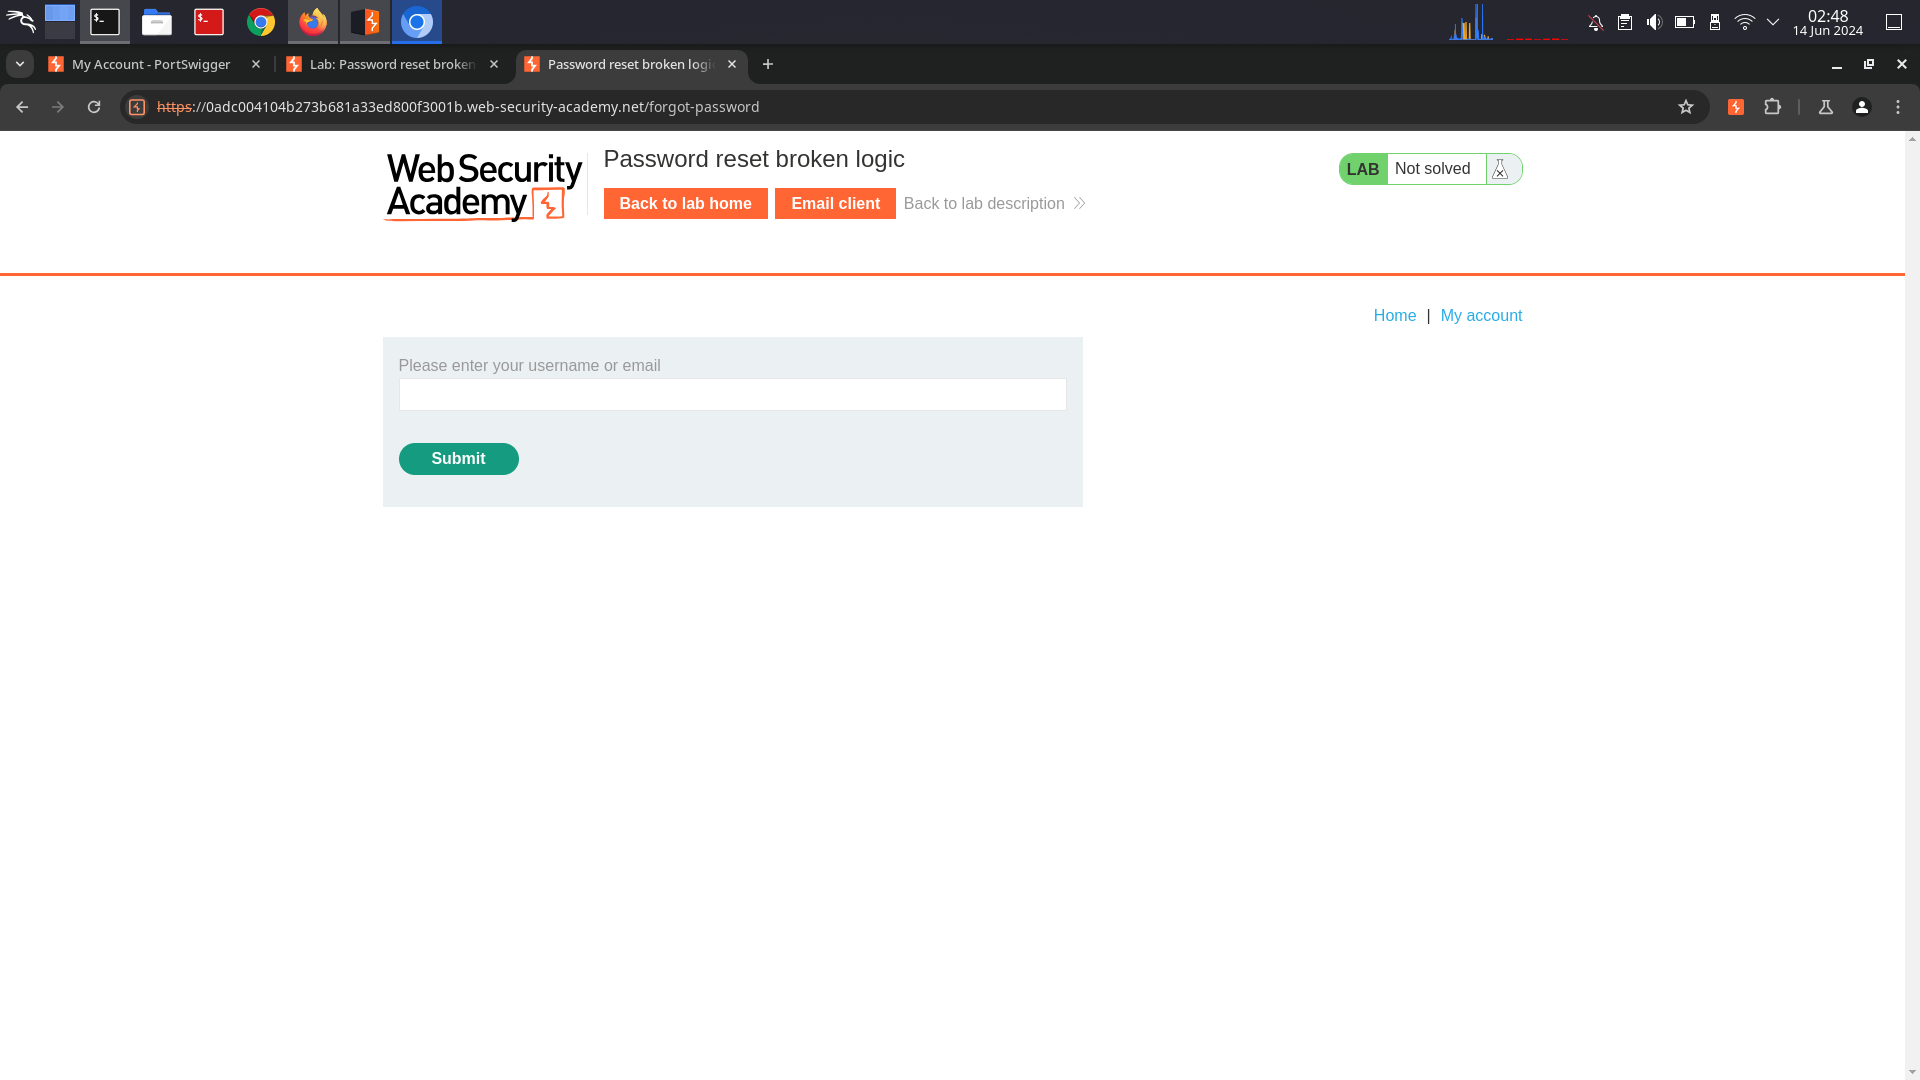 $_
$_
02:48
14 Jun 2024
My Account - PortSwigger
Lab: Password reset broken
Password reset broken logi
https://0adc004104b273b681a33ed800f3001b.web-security-academy.net/forgot-password
Web Security
Academy
Password reset broken logic
Back to lab home
Email client
Back to lab description
LAB
Not solved
Home | My account
Please enter your username or email
Submit